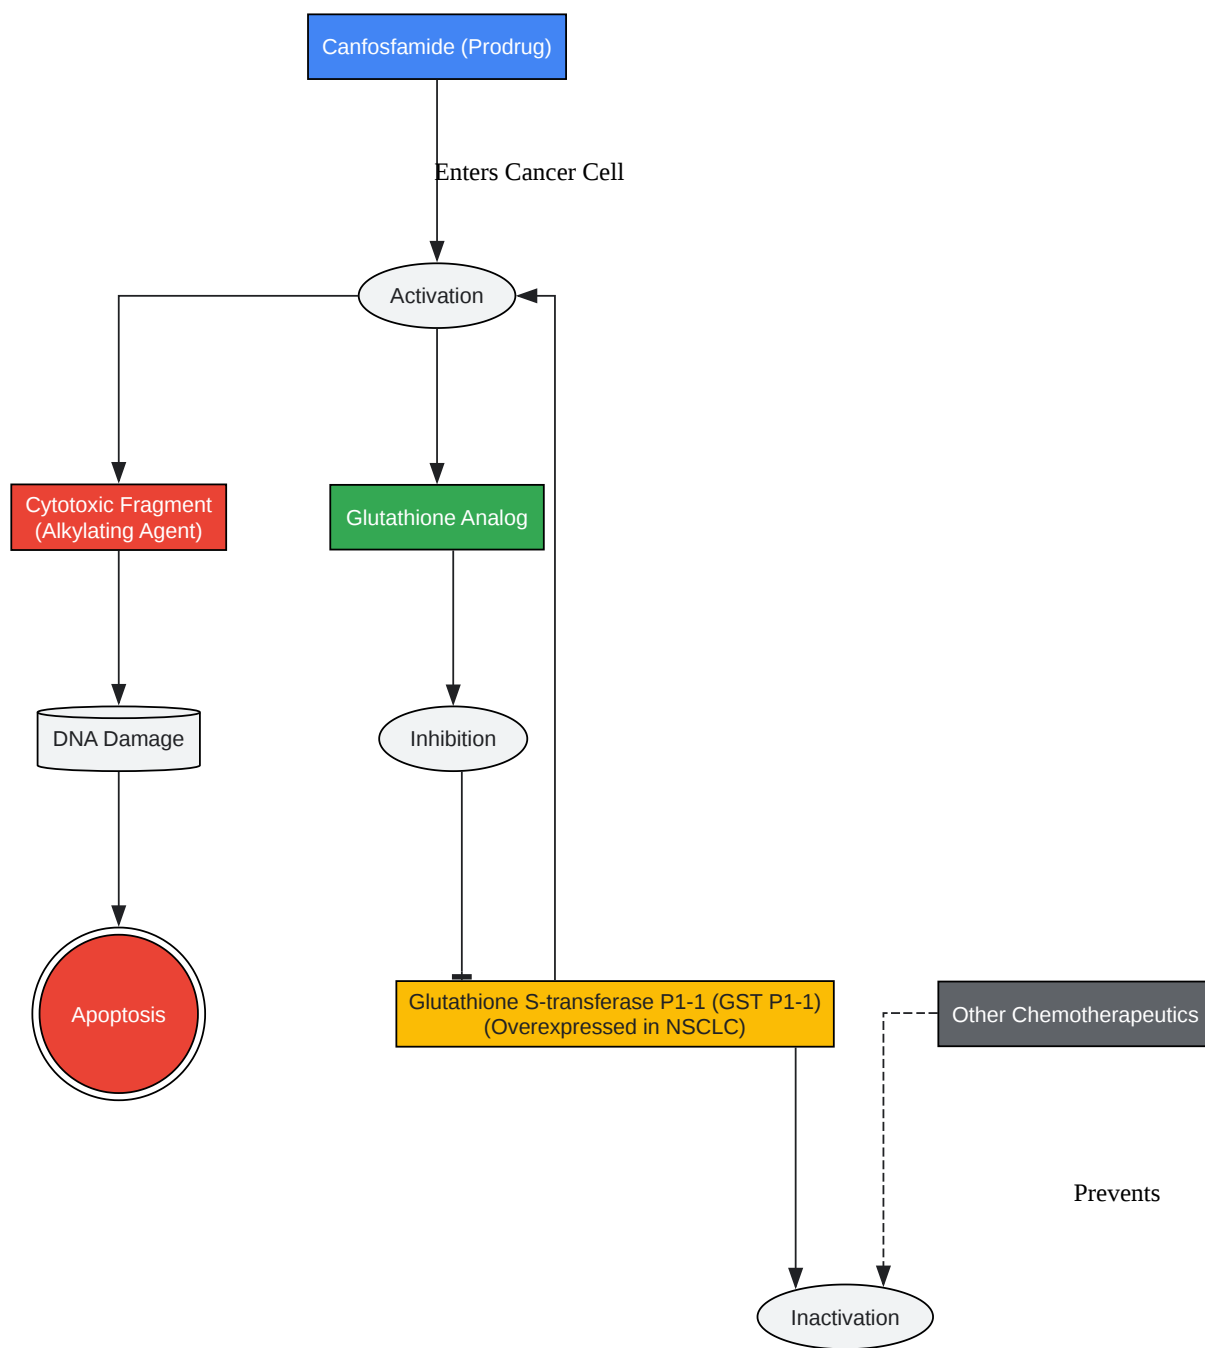 Canfosfamide (Prodrug)
Enters Cancer Cell
Activation
Cytotoxic Fragment
(Alkylating Agent)
Glutathione Analog
DNA Damage
Inhibition
Apoptosis
Glutathione S-transferase P1-1 (GST P1-1)
(Overexpressed in NSCLC)
Other Chemotherapeutics
Prevents
Inactivation